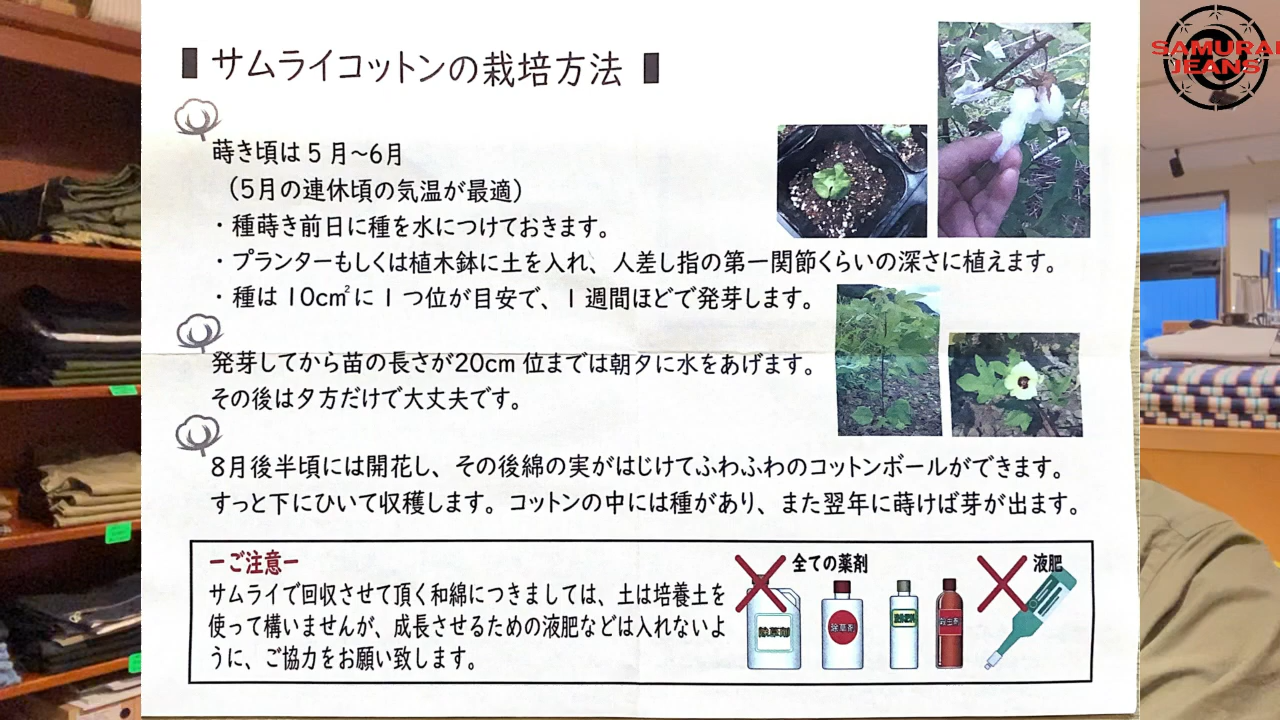 サムライコットンの栽培方法
SAMURAI
JEANS
蒔き頃は5月〜6月
（5月の連休頃の気温が最適）
・種蒔き前日に種を水につけておきます。
・プランターもしくは植木鉢に土を入れ、人差し指の第一関節くらいの深さに植えます。
・種は10cm²に1つ位が目安で、1週間ほどで発芽します。
発芽してから苗の長さが20cm位までは朝夕に水をあげます。
その後は夕方だけで大丈夫です。
8月後半頃には開花し、その後綿の実がはじけてふわふわのコットンボールができます。
すっと下にひいて収穫します。コットンの中には種があり、また翌年に蒔けば芽が出ます。
ーご注意ー
サムライで回収させて頂く和綿につきましては、土は培養土を
使って構いませんが、成長させるための液肥などは入れないよ
うに、ご協力をお願い致します。
全ての薬剤
液肥
除草剤
除草剤
殺虫剤